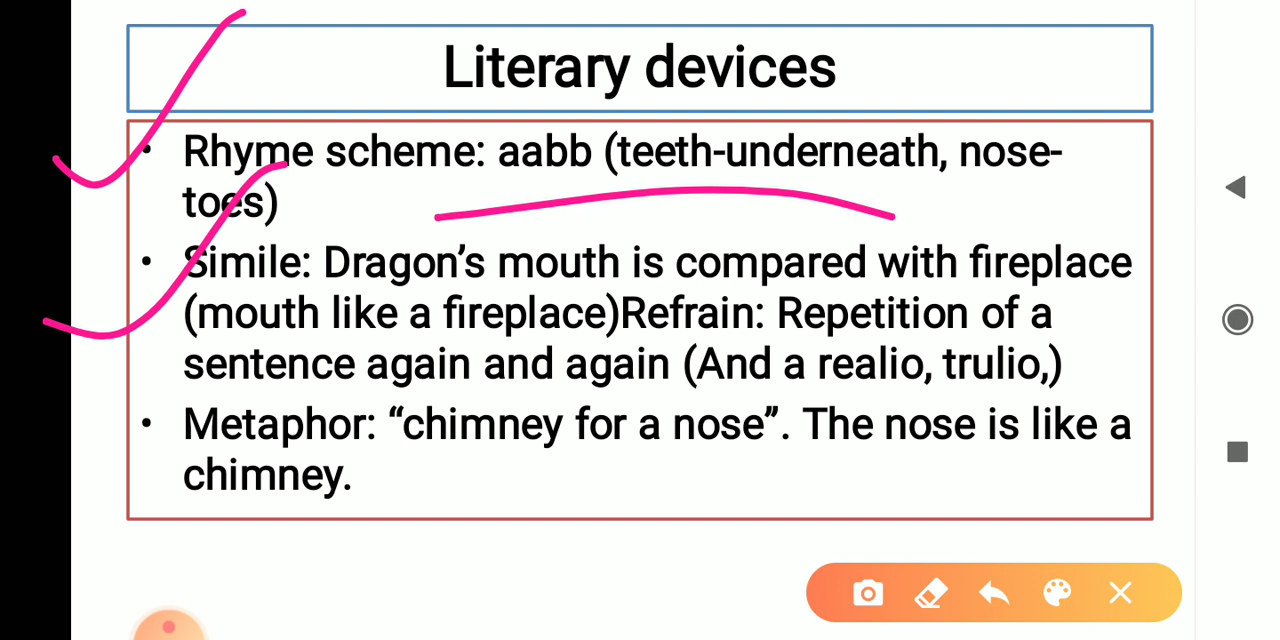 Literary devices
• Rhyme scheme: aabb (teeth-underneath, nose-
toes)
• Simile: Dragon’s mouth is compared with fireplace
(mouth like a fireplace)Refrain: Repetition of a
sentence again and again (And a realio, trulio,)
• Metaphor: “chimney for a nose”. The nose is like a
chimney.